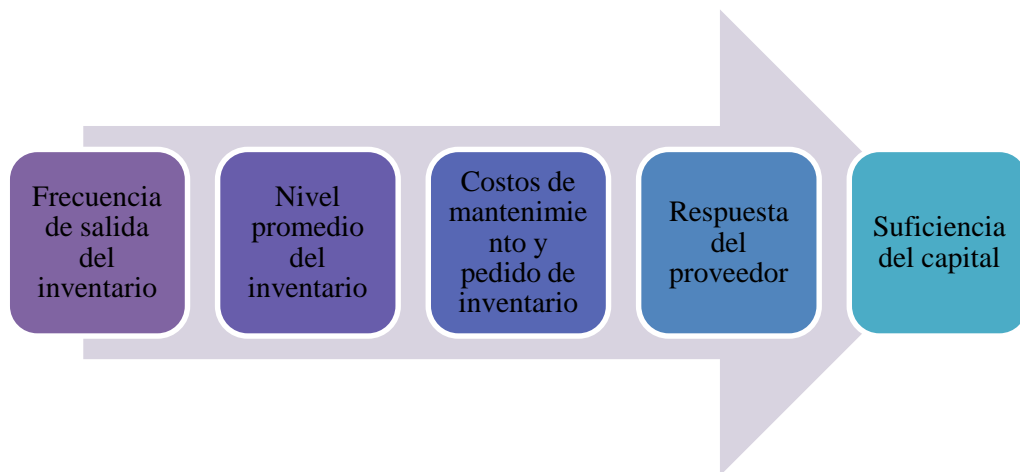 Frecuencia
de salida
del
inventario
Nivel
promedio
del
inventario
Costos de
mantenimie
nto y
pedido de
inventario
Respuesta
del
proveedor
Suficiencia
del capital